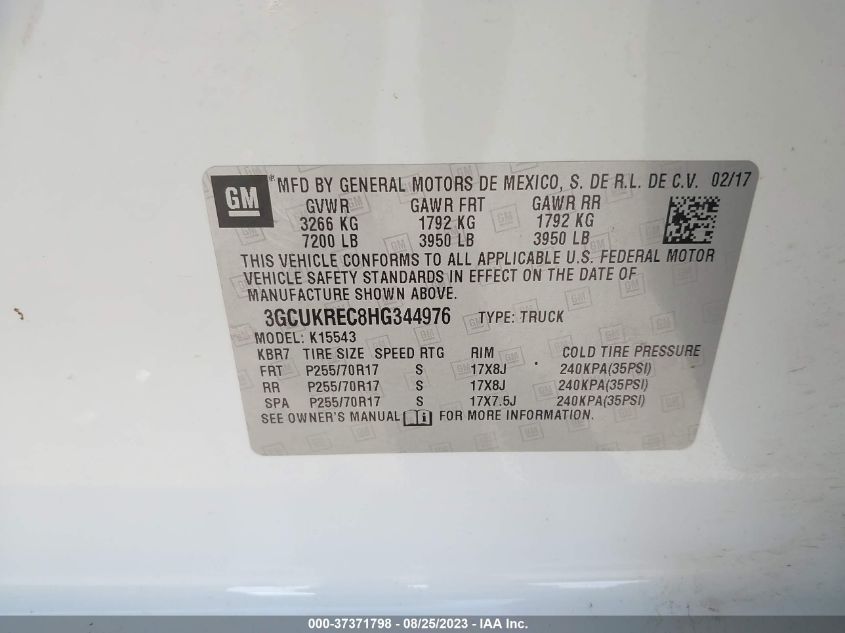 GM® MFD BY GENERAL MOTORS DE MEXICO, S. DE R.L. DE C.V. 02/17
GVWR GAWR FRT GAWR RR
3266 KG 1792 KG 1792 KG
7200 LB 3950 LB 3950 LB
THIS VEHICLE CONFORMS TO ALL APPLICABLE U.S. FEDERAL MOTOR
VEHICLE SAFETY STANDARDS IN EFFECT ON THE DATE OF
MANUFACTURE SHOWN ABOVE.
3GCUKREC8HG344976 TYPE: TRUCK
MODEL: K15543
KBR7 TIRE SIZE SPEED RTG RIM COLD TIRE PRESSURE
FRT P255/70R17 S 17X8J 240KPA(35PSI)
RR P255/70R17 S 17X8J 240KPA(35PSI)
SPA P255/70R17 S 17X7.5J 240KPA(35PSI)
SEE OWNER'S MANUAL i FOR MORE INFORMATION.
000-37371798 - 08/25/2023 - IAA Inc.